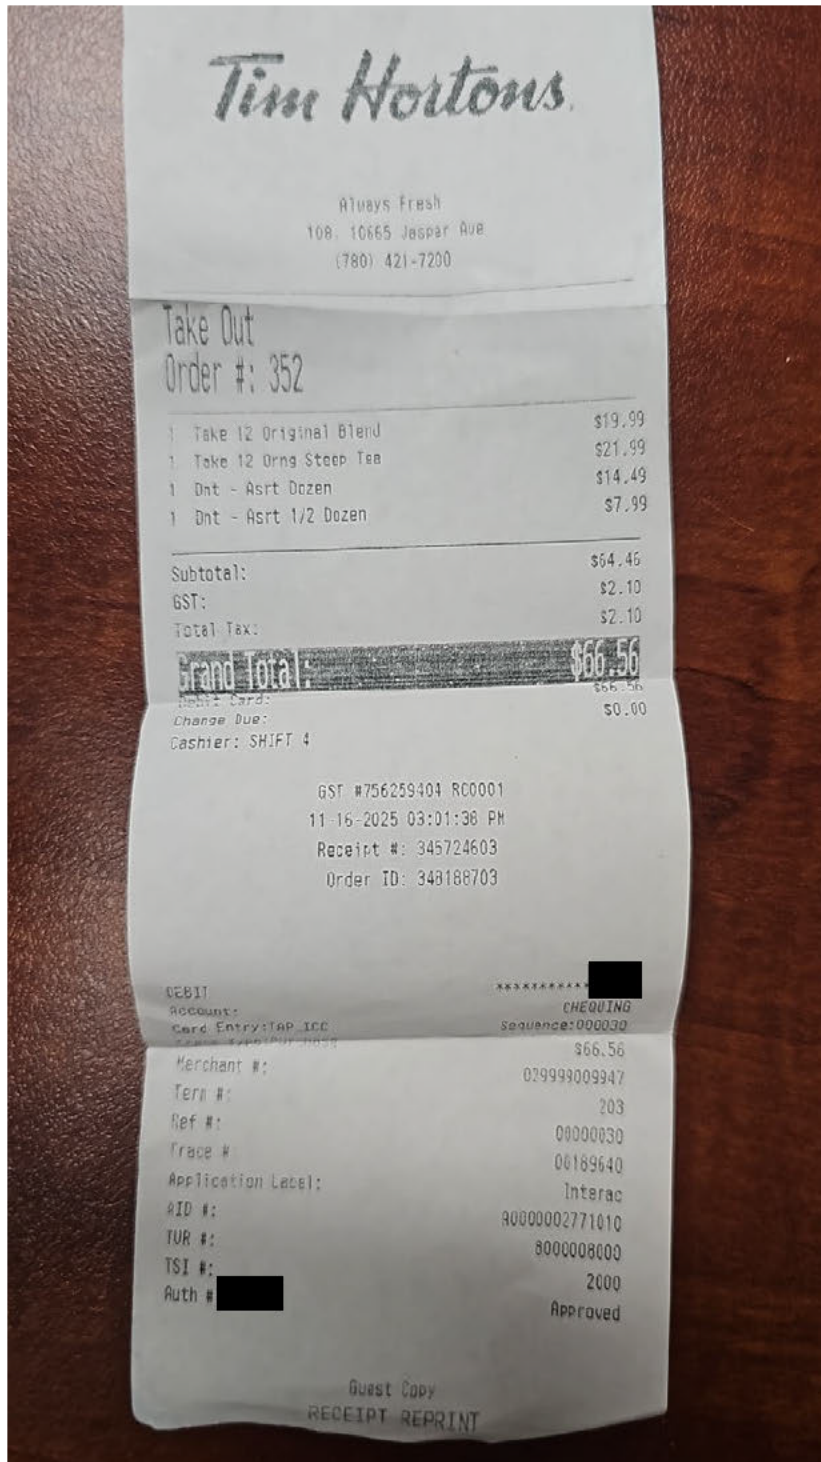 Tim Hortons
Always Fresh
108, 10665 Jasper Ave
(780) 421-7200
Take Out
Order #: 352
1 Take 12 Original Blend $19.99
1 Take 12 Orng Steep Tea $21.99
1 Dnt - Asrt Dozen $14.49
1 Dnt - Asrt 1/2 Dozen $7.99
Subtotal: $64.46
GST: $2.10
Total Tax: $2.10
Grand Total: $66.56
Debit Card: $66.56
Change Due: $0.00
Cashier: SHIFT 4
GST #756259404 RC0001
11-16-2025 03:01:38 PM
Receipt #: 345724603
Order ID: 348188703
DEBIT ***********
Account: CHEQUING
Card Entry:TAP ICC Sequence:000030
$66.56
Merchant #: 029999009947
Term #: 203
Ref #: 00000030
Trace # 00189640
Application Label: Interac
AID #: A0000002771010
TVR #: 8000008000
TSI #: 2000
Auth # Approved
Guest Copy
RECEIPT REPRINT